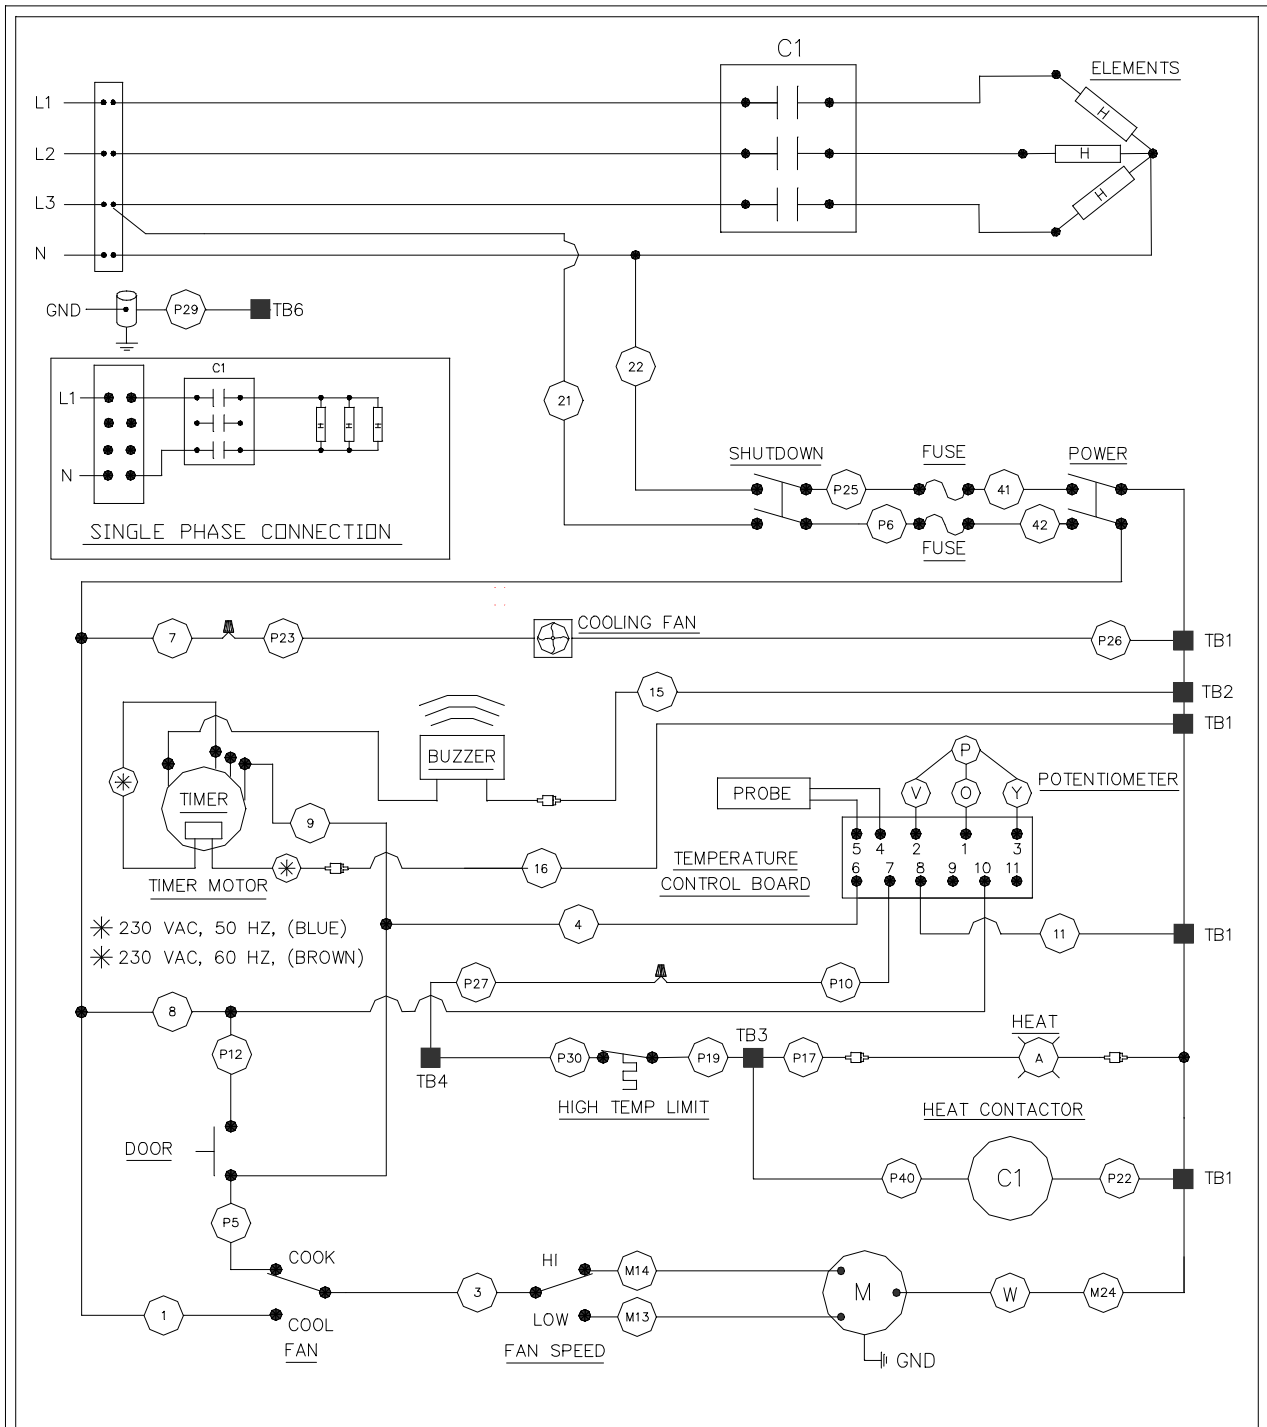 C1
ELEMENTS
L1
H
L2
H
L3
H
N
GND
P29
TB6
22
21
C1
L1
H
H
H
N
SINGLE PHASE CONNECTION
SHUTDOWN
FUSE
POWER
P25
41
P6
42
FUSE
7
P23
COOLING FAN
P26
TB1
15
TB2
TB1
BUZZER
P
POTENTIOMETER
V
O
Y
PROBE
TIMER
9
5 4 2 1 3
6 7 8 9 10 11
TEMPERATURE
CONTROL BOARD
16
TIMER MOTOR
230 VAC, 50 HZ, (BLUE)
230 VAC, 60 HZ, (BROWN)
4
11
TB1
P27
P10
8
P12
TB4
P30
P19
TB3
P17
HEAT
A
HIGH TEMP LIMIT
HEAT CONTACTOR
DOOR
P40
C1
P22
TB1
P5
COOK
HI
M14
3
M
W
M24
1
COOL
LOW
M13
FAN
FAN SPEED
GND